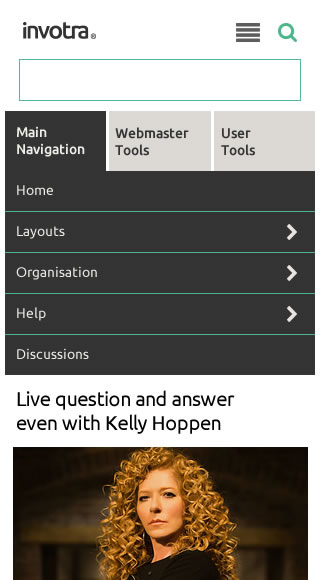 invotra®
Main
Navigation
Webmaster
Tools
User
Tools
Home
Layouts
Organisation
Help
Discussions
Live question and answer
even with Kelly Hoppen